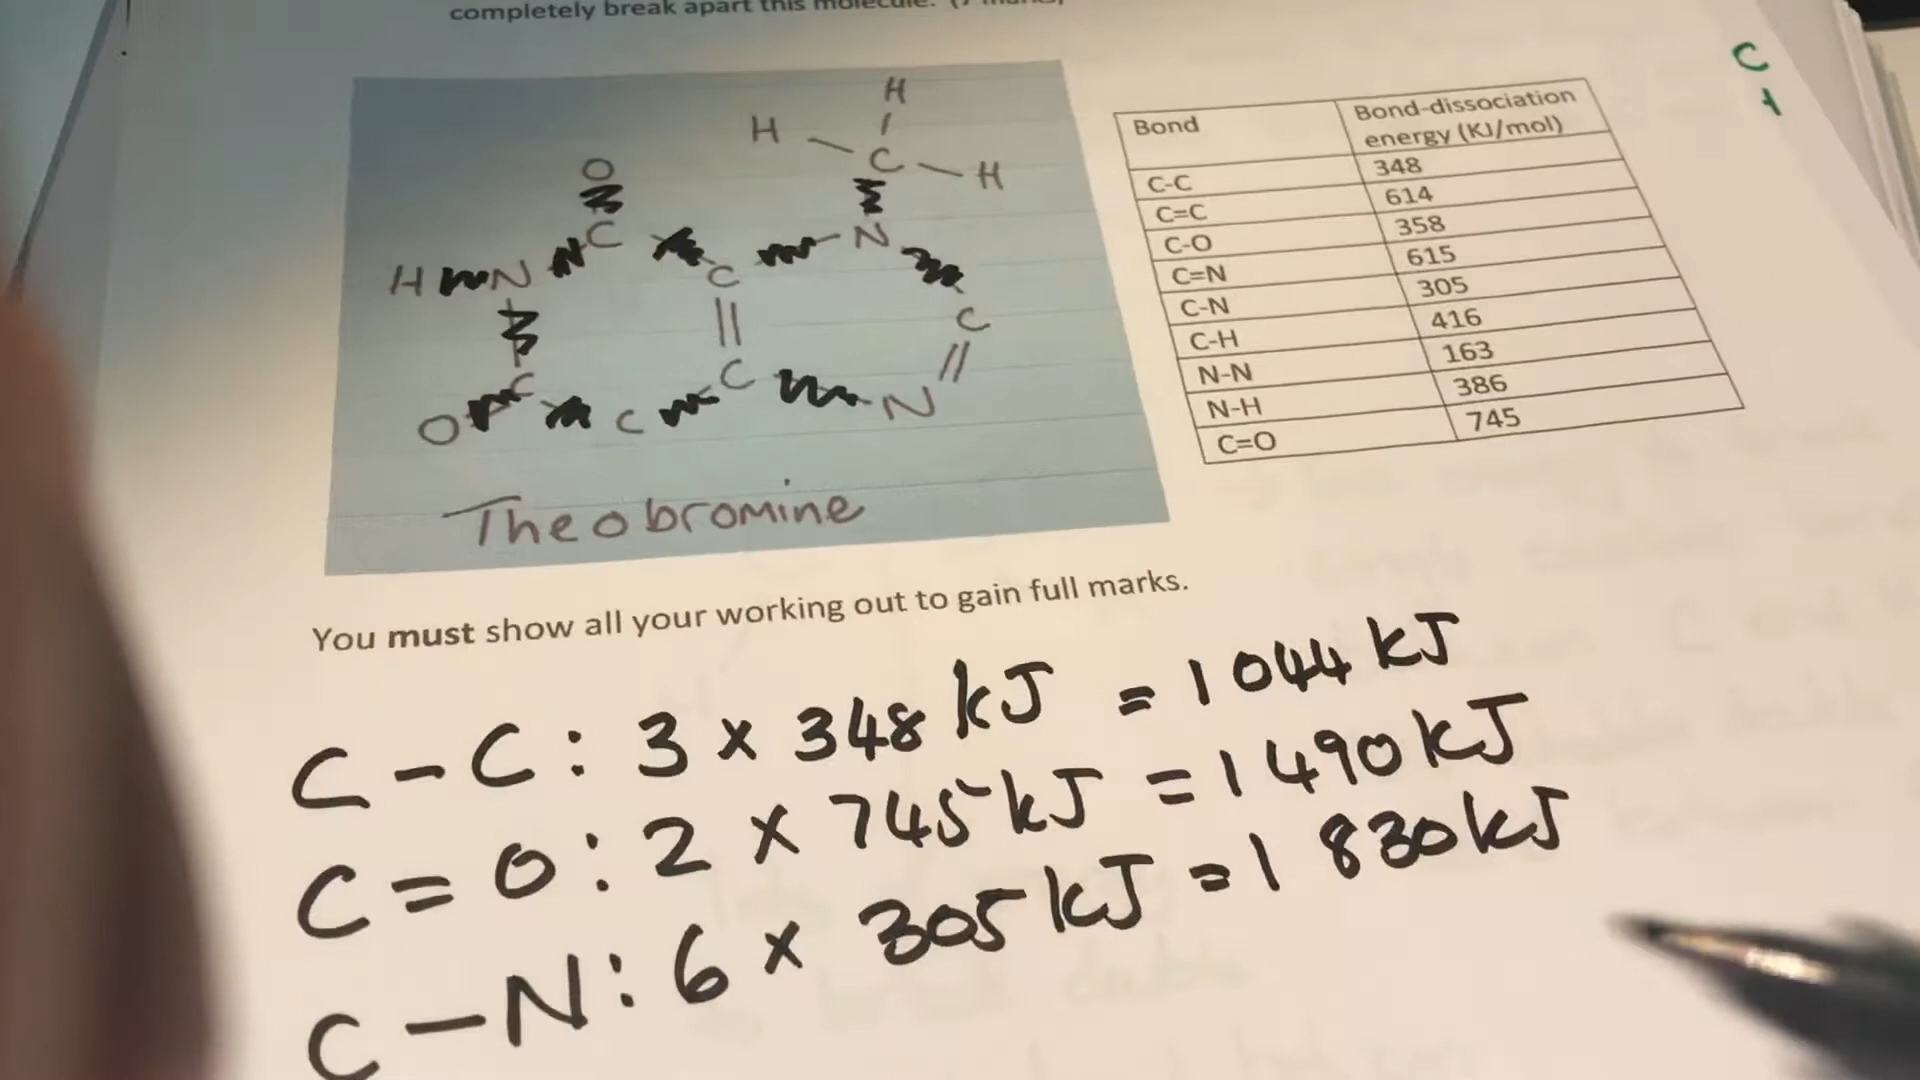 completely break apart this molecule.
H
H C H
O
C N
H N C
C C
O C C N
Theobromine
Bond Bond-dissociation energy (KJ/mol)
C-C 348
C=C 614
C-O 358
C=N 615
C-N 305
C-H 416
N-N 163
N-H 386
C=O 745
C
You must show all your working out to gain full marks.
C - C : 3 x 348 kJ = 1044 kJ
C = O : 2 x 745 kJ = 1490 kJ
C - N : 6 x 305 kJ = 1830 kJ